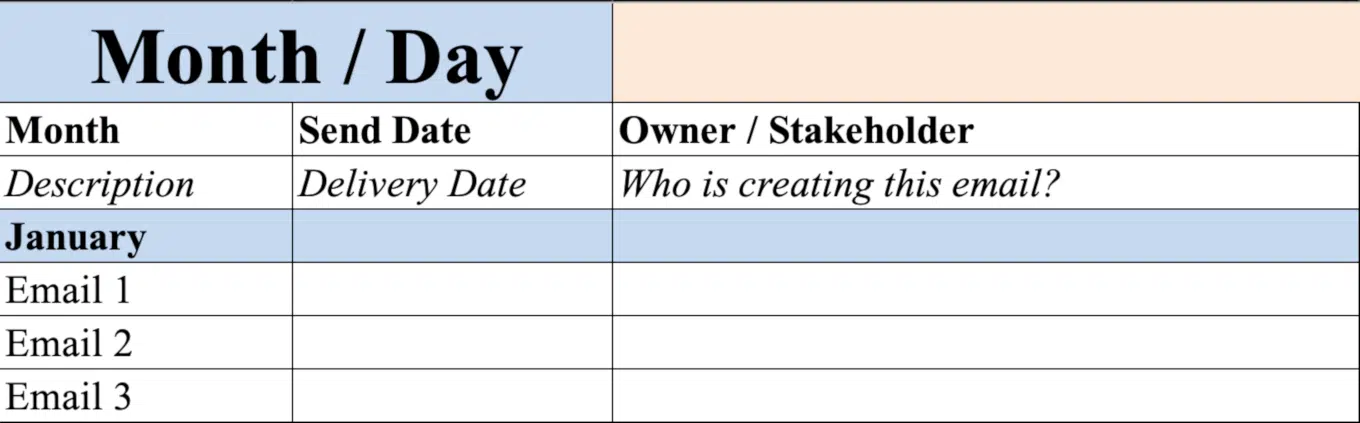 Month / Day
Month Send Date Owner / Stakeholder
Description Delivery Date Who is creating this email?
January
Email 1
Email 2
Email 3